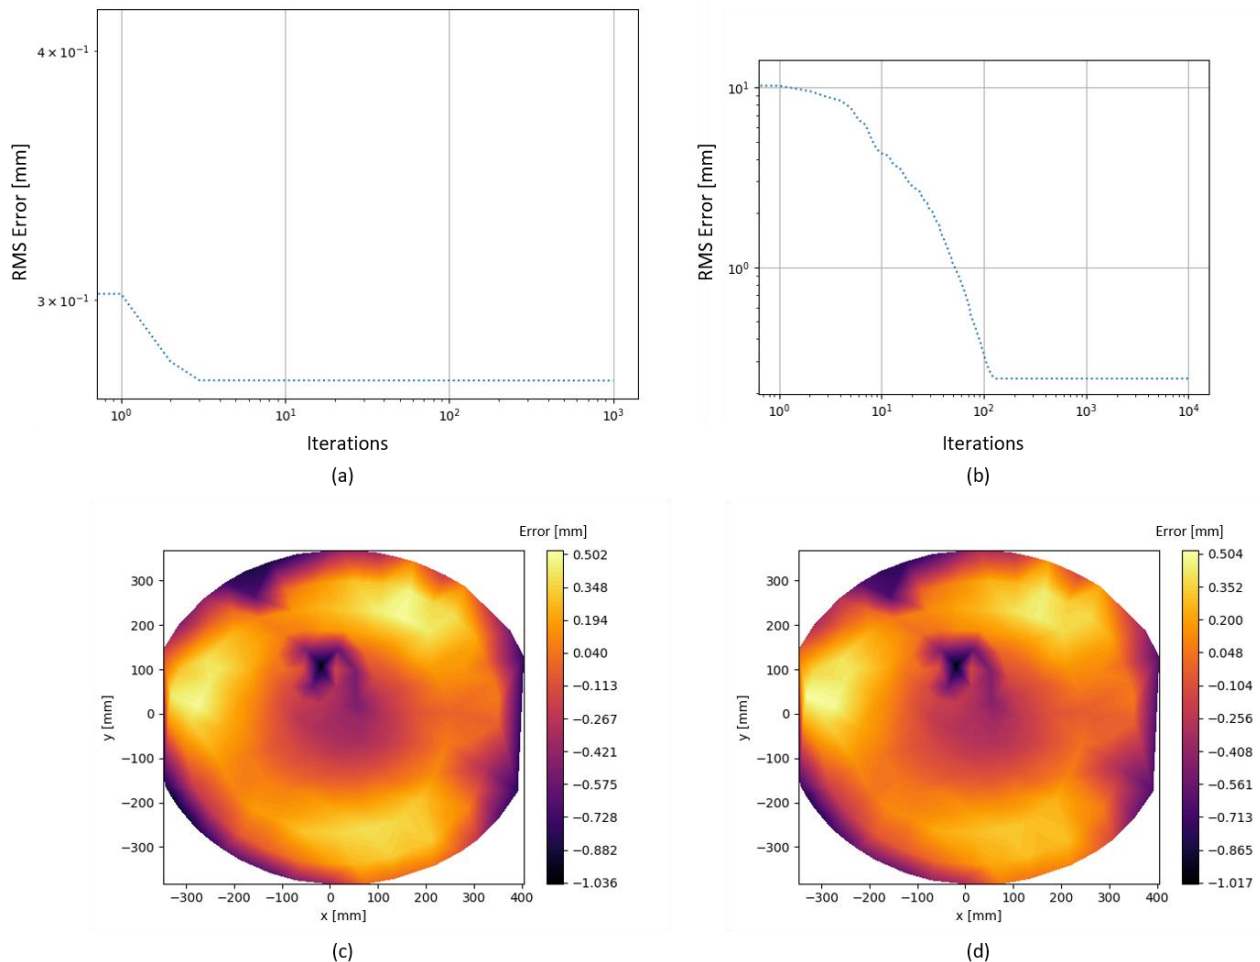 4 × 10⁻¹
3 × 10⁻¹
RMS Error [mm]
10⁰ 10¹ 10² 10³
Iterations
(a)
10¹
10⁰
RMS Error [mm]
10⁰ 10¹ 10² 10³ 10⁴
Iterations
(b)
Error [mm]
300
200
100
0
−100
−200
−300
y [mm]
−300 −200 −100 0 100 200 300 400
x [mm]
0.502
0.348
0.194
0.040
−0.113
−0.267
−0.421
−0.575
−0.728
−0.882
−1.036
(c)
Error [mm]
300
200
100
0
−100
−200
−300
y [mm]
−300 −200 −100 0 100 200 300 400
x [mm]
0.504
0.352
0.200
0.048
−0.104
−0.256
−0.408
−0.561
−0.713
−0.865
−1.017
(d)